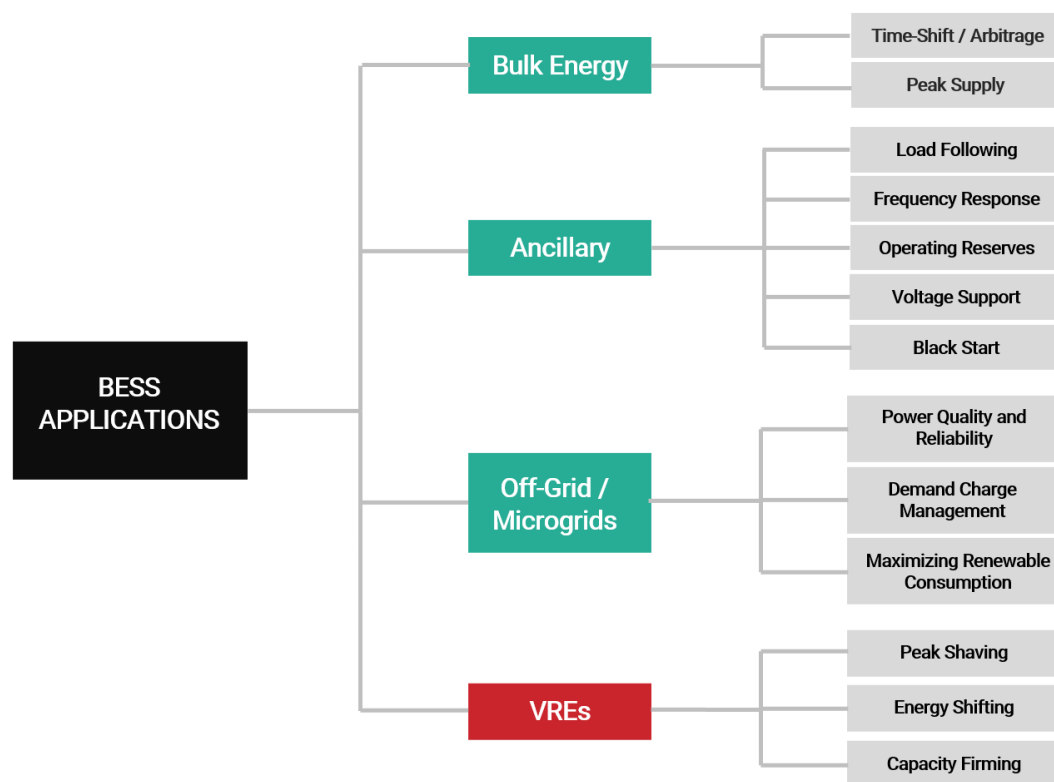 BESS
APPLICATIONS
Bulk Energy
Time-Shift / Arbitrage
Peak Supply
Ancillary
Load Following
Frequency Response
Operating Reserves
Voltage Support
Black Start
Off-Grid /
Microgrids
Power Quality and
Reliability
Demand Charge
Management
Maximizing Renewable
Consumption
VREs
Peak Shaving
Energy Shifting
Capacity Firming